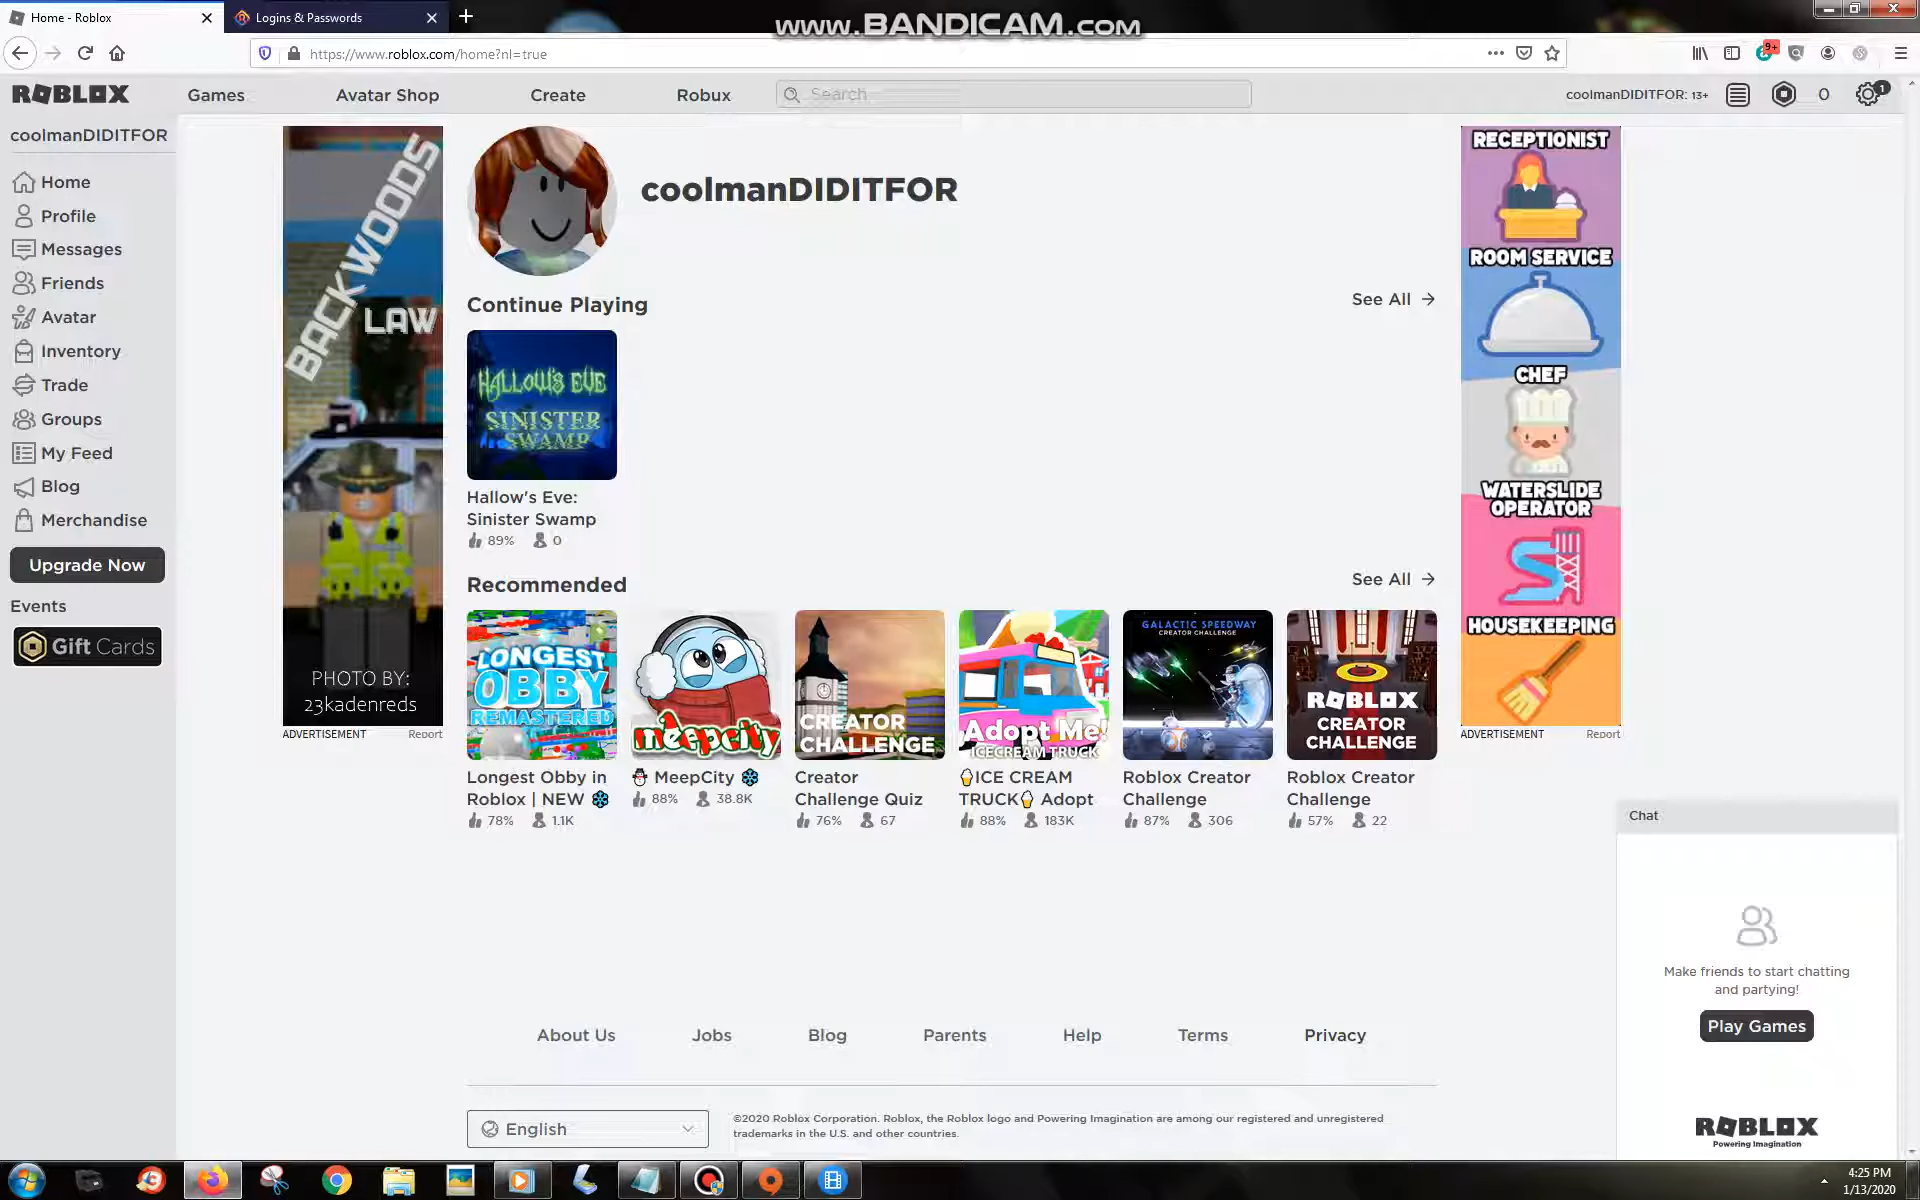 Home - Roblox
Logins & Passwords
www.BANDICAM.com
https://www.roblox.com/home?nl=true
9+
ROBLOX
Games
Avatar Shop
Create
Robux
Search
coolmanDIDITFOR: 13+
0
1
coolmanDIDITFOR
Home
Profile
Messages
Friends
Avatar
Inventory
Trade
Groups
My Feed
Blog
Merchandise
Upgrade Now
Events
Gift Cards
BACKWOODS
LAW
PHOTO BY:
23kadenreds
ADVERTISEMENT
Report
coolmanDIDITFOR
Continue Playing
See All
HALLOW'S EVE
SINISTER
SWAMP
Hallow's Eve:
Sinister Swamp
89%
0
Recommended
See All
LONGEST
OBBY
REMASTERED
Longest Obby in
Roblox | NEW
78%
1.1K
meepcity
MeepCity
88%
38.8K
CREATOR
CHALLENGE
Creator
Challenge Quiz
76%
67
Adopt Me!
ICECREAM TRUCK
ICE CREAM
TRUCK Adopt
88%
183K
GALACTIC SPEEDWAY
CREATOR CHALLENGE
Roblox Creator
Challenge
87%
306
ROBLOX
CREATOR
CHALLENGE
Roblox Creator
Challenge
57%
22
RECEPTIONIST
ROOM SERVICE
CHEF
WATERSLIDE
OPERATOR
HOUSEKEEPING
ADVERTISEMENT
Report
Chat
Make friends to start chatting
and partying!
Play Games
ROBLOX
Powering Imagination
About Us
Jobs
Blog
Parents
Help
Terms
Privacy
English
©2020 Roblox Corporation. Roblox, the Roblox logo and Powering Imagination are among our registered and unregistered
trademarks in the U.S. and other countries.
4:25 PM
1/13/2020